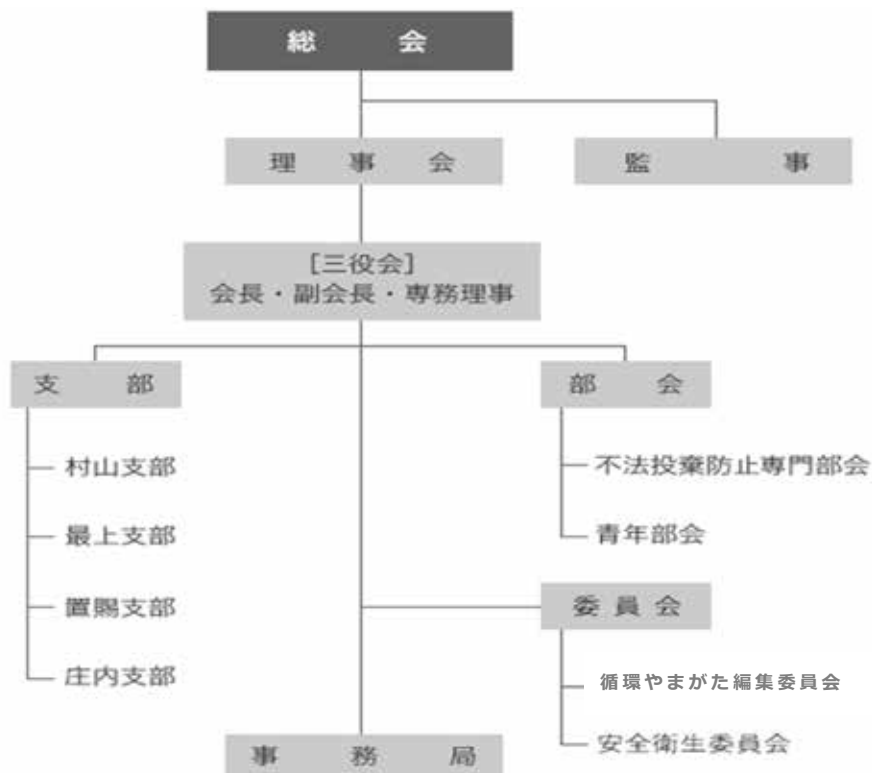 総会
理事会
監事
[三役会]
会長・副会長・専務理事
支部
村山支部
最上支部
置賜支部
庄内支部
部会
不法投棄防止専門部会
青年部会
委員会
循環やまがた編集委員会
安全衛生委員会
事務局